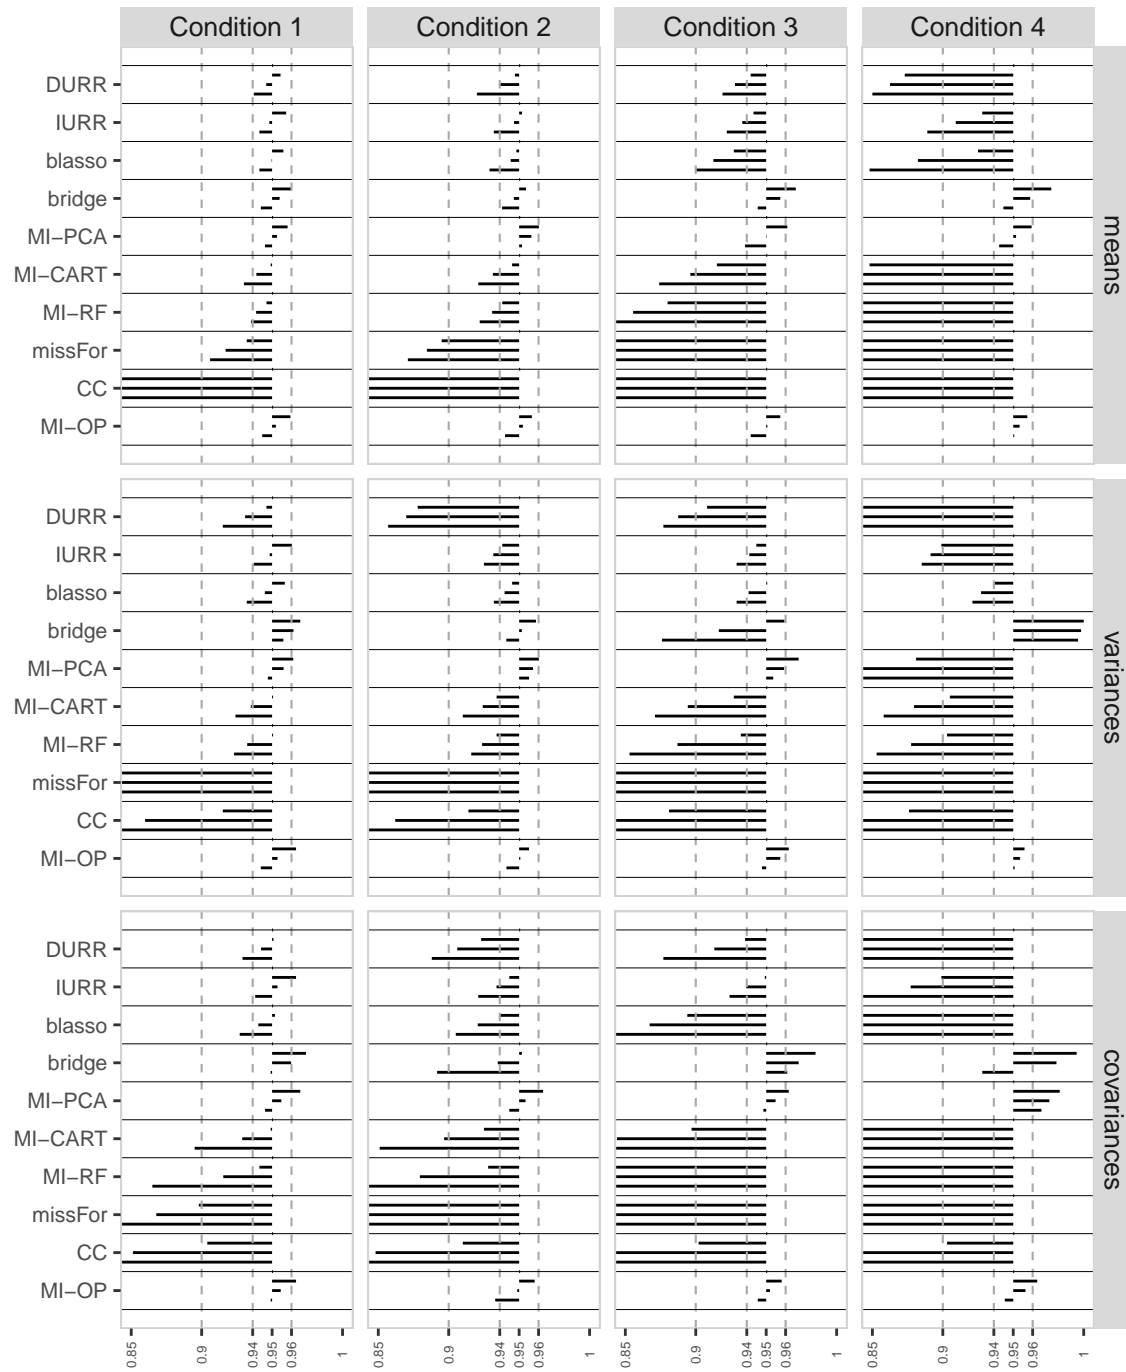 Condition 1 Condition 2 Condition 3 Condition 4
DURR
IURR
blasso
bridge
MI−PCA
MI−CART
MI−RF
missFor
CC
MI−OP
means
DURR
IURR
blasso
bridge
MI−PCA
MI−CART
MI−RF
missFor
CC
MI−OP
variances
DURR
IURR
blasso
bridge
MI−PCA
MI−CART
MI−RF
missFor
CC
MI−OP
covariances
0.85 0.9 0.94 0.95 0.96 1 0.85 0.9 0.94 0.95 0.96 1 0.85 0.9 0.94 0.95 0.96 1 0.85 0.9 0.94 0.95 0.96 1